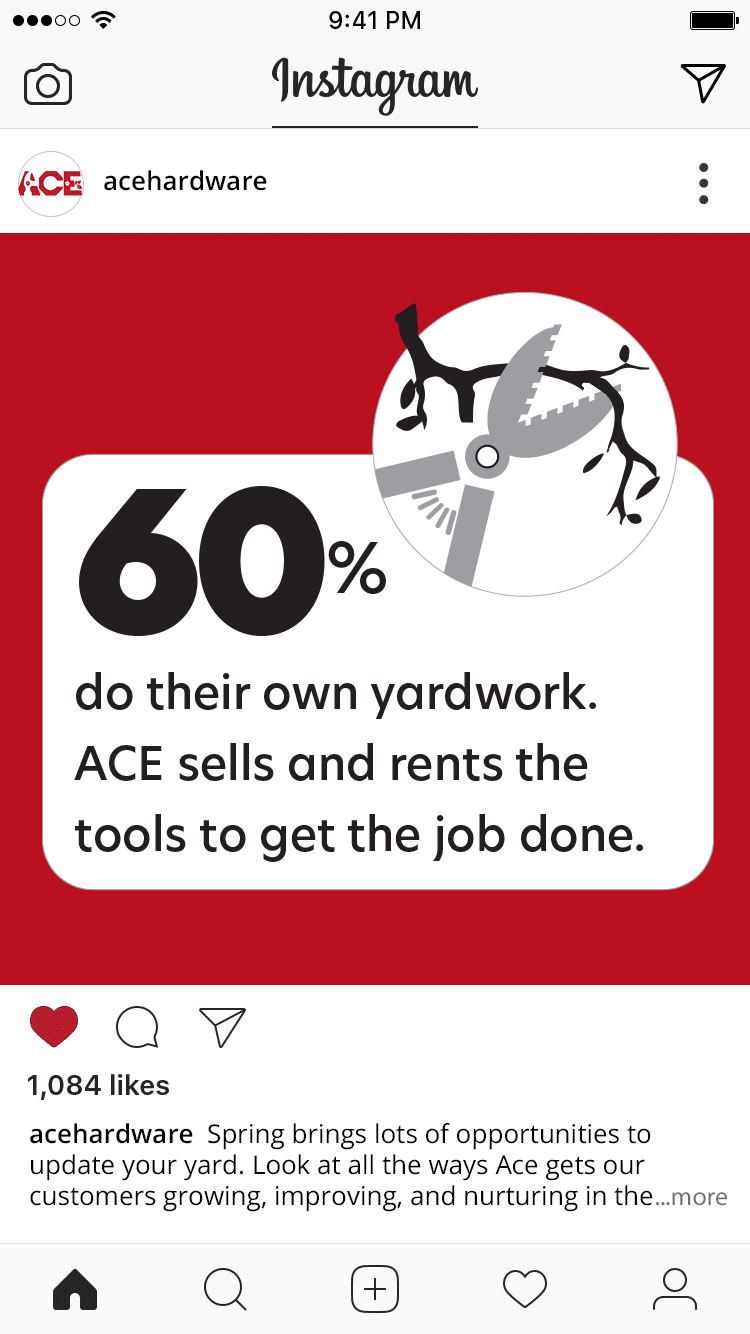 9:41 PM
Instagram
ACE acehardware
60%
do their own yardwork.
ACE sells and rents the
tools to get the job done.
1,084 likes
acehardware Spring brings lots of opportunities to
update your yard. Look at all the ways Ace gets our
customers growing, improving, and nurturing in the...more